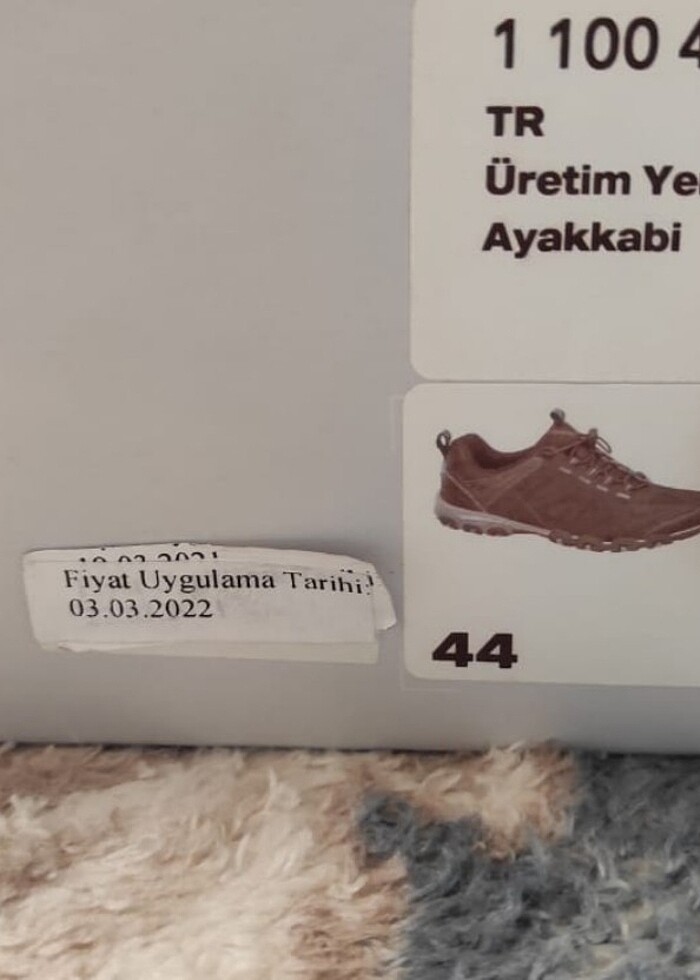 1 100 4
TR
Üretim Ye
Ayakkabi
44
Fiyat Uygulama Tarihi:
03.03.2022